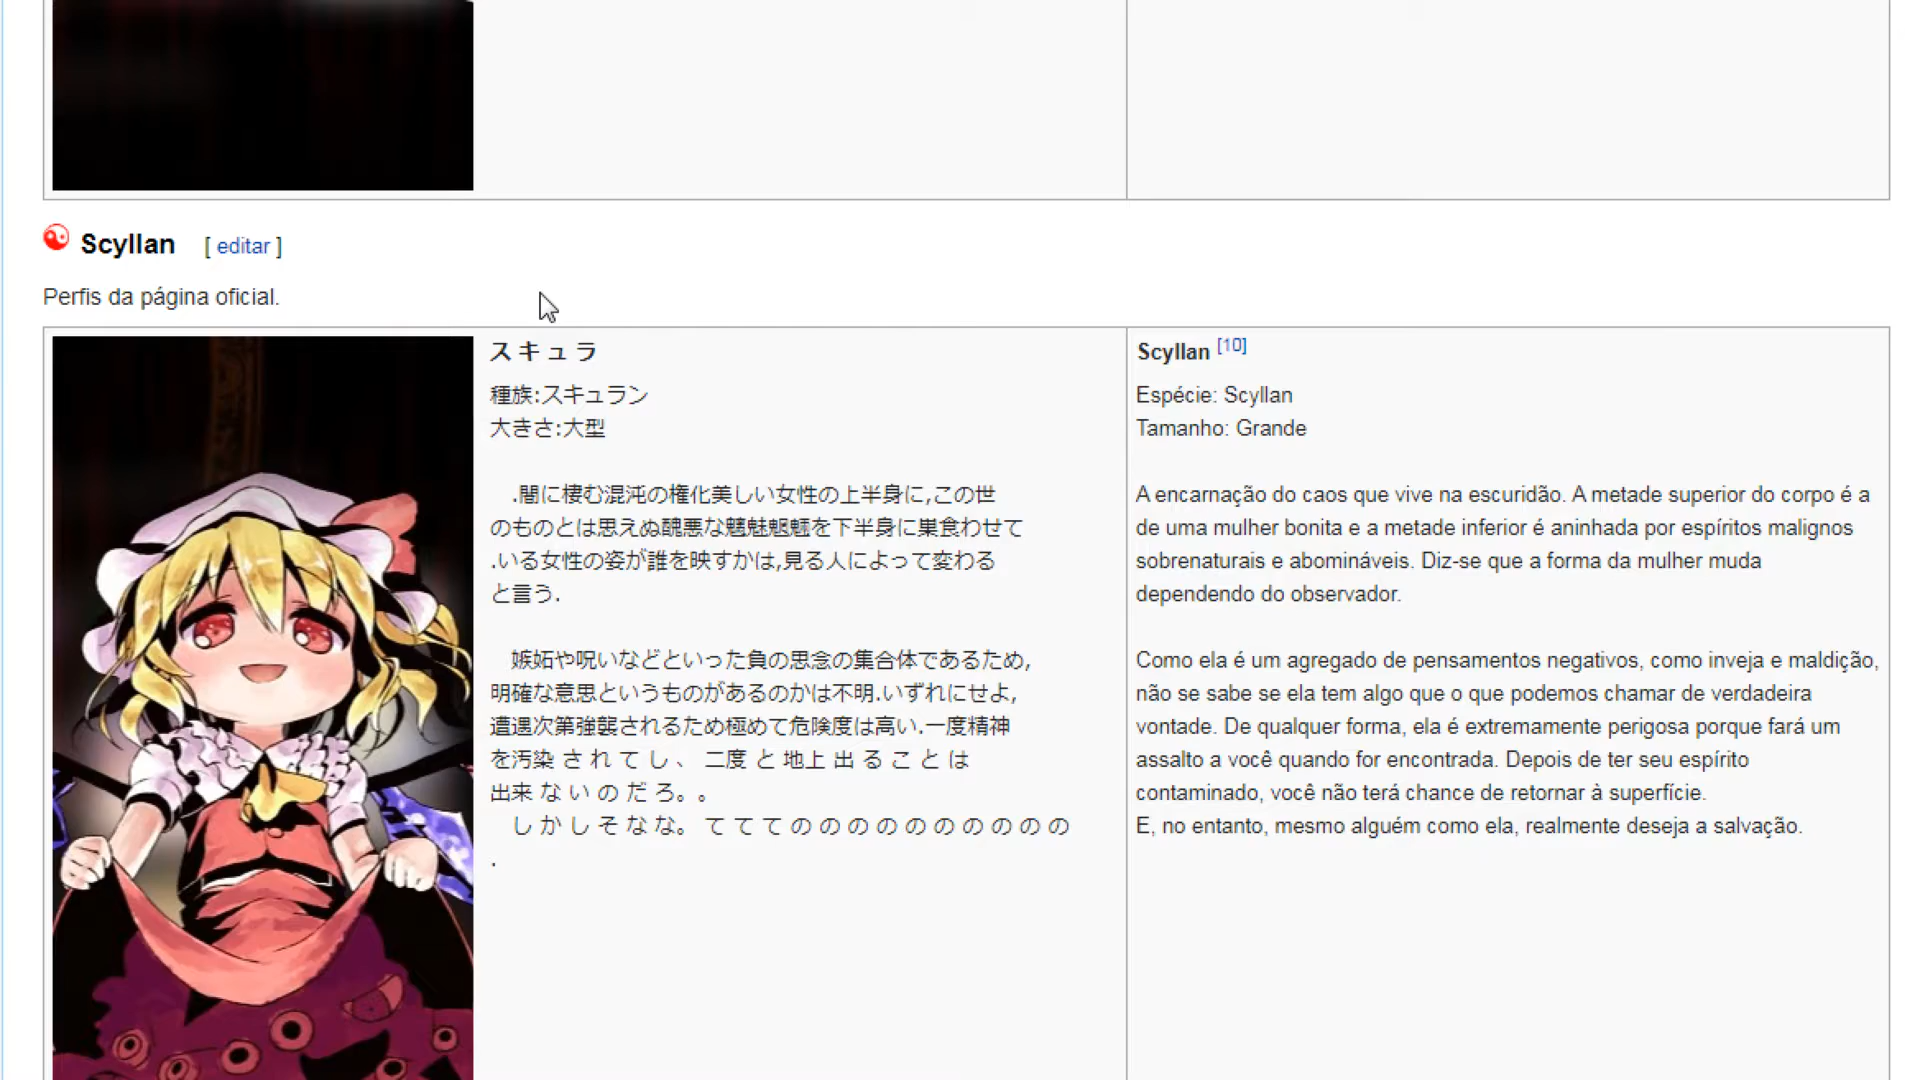 Scyllan [ editar ]
Perfis da página oficial.
スキュラ
種族:スキュラン
大きさ:大型
.闇に棲む混沌の権化美しい女性の上半身に,この世
のものとは思えぬ醜悪な魑魅魍魎を下半身に巣食わせて
.いる女性の姿が誰を映すかは,見る人によって変わる
と言う.
嫉妬や呪いなどといった負の思念の集合体であるため,
明確な意思というものがあるのかは不明.いずれにせよ,
遭遇次第強襲されるため極めて危険度は高い.一度精神
を汚染 さ れ て し 、 二度 と 地上 出 る こ と は
出来 な い の だ ろ。 。
し か し そ な な。 て て て の の の の の の の の の の
.
Scyllan [10]
Espécie: Scyllan
Tamanho: Grande
A encarnação do caos que vive na escuridão. A metade superior do corpo é a
de uma mulher bonita e a metade inferior é aninhada por espíritos malignos
sobrenaturais e abomináveis. Diz-se que a forma da mulher muda
dependendo do observador.
Como ela é um agregado de pensamentos negativos, como inveja e maldição,
não se sabe se ela tem algo que o que podemos chamar de verdadeira
vontade. De qualquer forma, ela é extremamente perigosa porque fará um
assalto a você quando for encontrada. Depois de ter seu espírito
contaminado, você não terá chance de retornar à superfície.
E, no entanto, mesmo alguém como ela, realmente deseja a salvação.